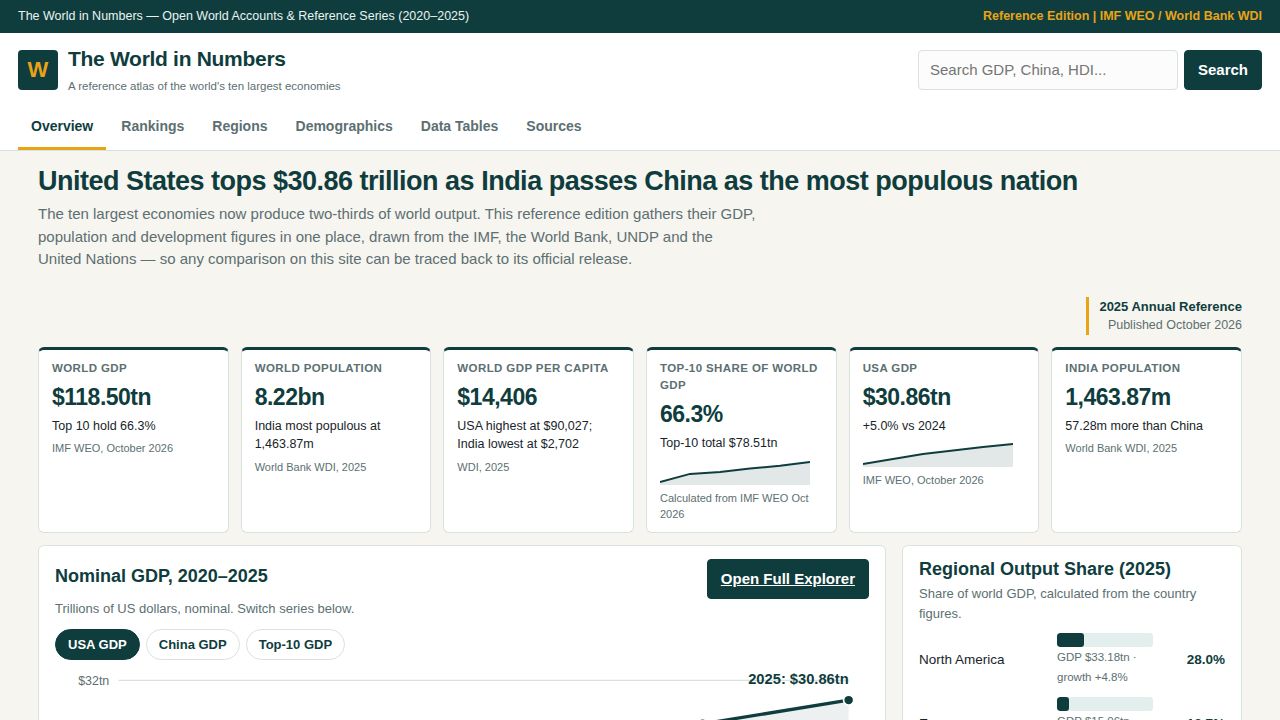 The World in Numbers — Open World Accounts & Reference Series (2020–2025)
Reference Edition | IMF WEO / World Bank WDI
W
The World in Numbers
A reference atlas of the world's ten largest economies
Search GDP, China, HDI...
Search
Overview
Rankings
Regions
Demographics
Data Tables
Sources
United States tops $30.86 trillion as India passes China as the most populous nation
The ten largest economies now produce two-thirds of world output. This reference edition gathers their GDP,
population and development figures in one place, drawn from the IMF, the World Bank, UNDP and the
United Nations — so any comparison on this site can be traced back to its official release.
2025 Annual Reference
Published October 2026
WORLD GDP
$118.50tn
Top 10 hold 66.3%
IMF WEO, October 2026
WORLD POPULATION
8.22bn
India most populous at
1,463.87m
World Bank WDI, 2025
WORLD GDP PER CAPITA
$14,406
USA highest at $90,027;
India lowest at $2,702
WDI, 2025
TOP-10 SHARE OF WORLD
GDP
66.3%
Top-10 total $78.51tn
Calculated from IMF WEO Oct
2026
USA GDP
$30.86tn
+5.0% vs 2024
IMF WEO, October 2026
INDIA POPULATION
1,463.87m
57.28m more than China
World Bank WDI, 2025
Nominal GDP, 2020–2025
Open Full Explorer
Trillions of US dollars, nominal. Switch series below.
USA GDP
China GDP
Top-10 GDP
$32tn
2025: $30.86tn
Regional Output Share (2025)
Share of world GDP, calculated from the country
figures.
North America
GDP $33.18tn ·
growth +4.8%
28.0%